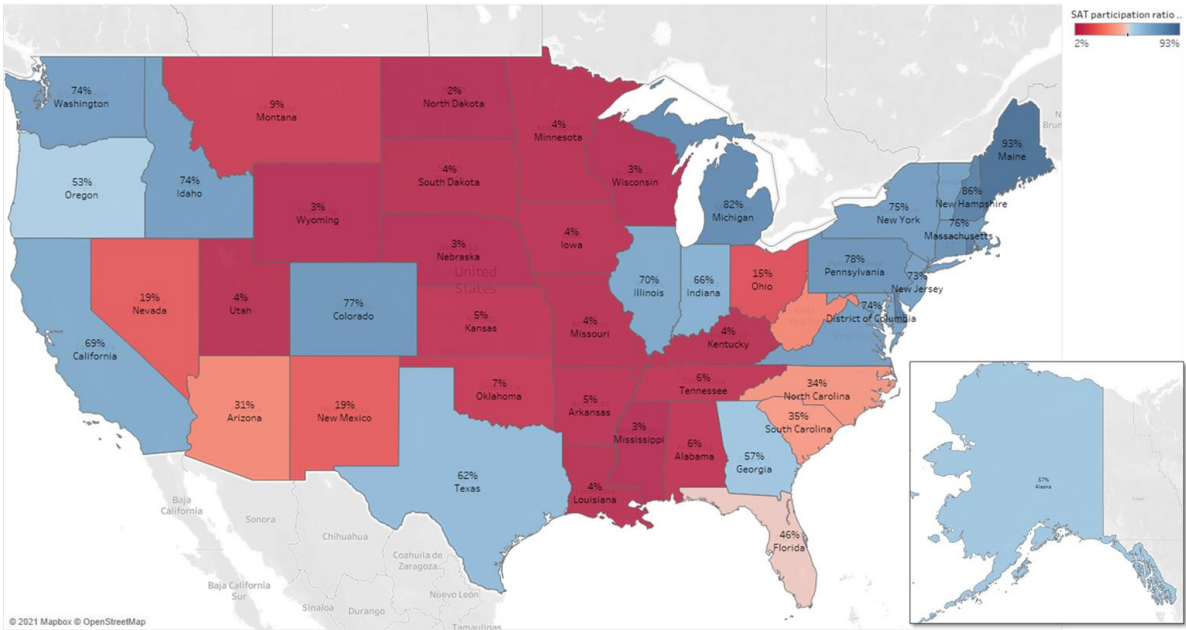 SAT participation ratio ..
2%
93%
74%
Washington
9%
Montana
2%
North Dakota
4%
Minnesota
93%
Maine
53%
Oregon
74%
Idaho
4%
South Dakota
3%
Wisconsin
82%
Michigan
86%
New Hampshire
75%
New York
76%
Massachusetts
3%
Wyoming
3%
Nebraska
4%
Iowa
United
States
78%
Pennsylvania
73%
New Jersey
70%
Illinois
66%
Indiana
15%
Ohio
19%
Nevada
4%
Utah
77%
Colorado
5%
Kansas
4%
Missouri
4%
Kentucky
74%
District of Columbia
69%
California
31%
Arizona
19%
New Mexico
7%
Oklahoma
5%
Arkansas
6%
Tennessee
34%
North Carolina
35%
South Carolina
3%
Mississippi
6%
Alabama
57%
Georgia
62%
Texas
4%
Louisiana
46%
Florida
57%
Alaska
Baja
California
Sonora
Chihuahua
Coahuila de
Zaragoza
Nuevo León
Baja California
Sur
Sinaloa
Durango
Tamaulipas
© 2021 Mapbox © OpenStreetMap